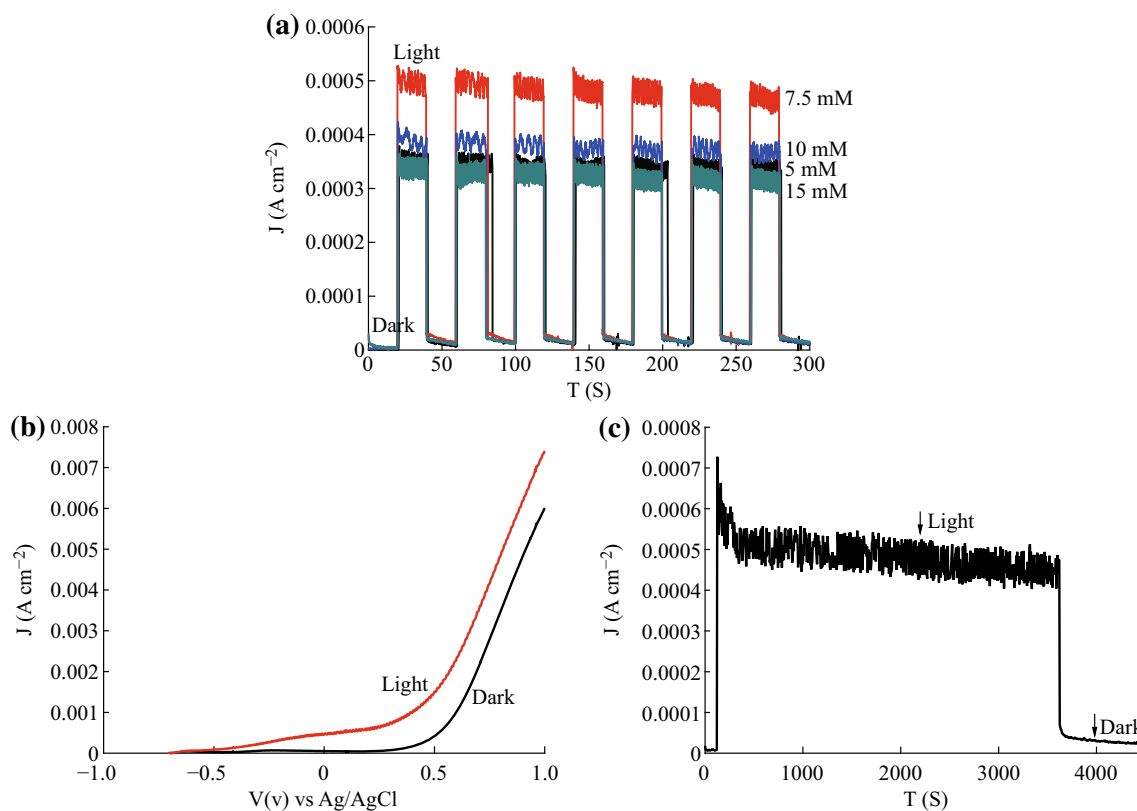 (a)
0.0006
0.0005
0.0004
0.0003
0.0002
0.0001
0
J (A cm−2)
Light
Dark
7.5 mM
10 mM
5 mM
15 mM
0 50 100 150 200 250 300
T (S)
(b)
0.008
0.007
0.006
0.005
0.004
0.003
0.002
0.001
0
J (A cm−2)
Light
Dark
−1.0 −0.5 0 0.5 1.0
V(v) vs Ag/AgCl
(c)
0.0008
0.0007
0.0006
0.0005
0.0004
0.0003
0.0002
0.0001
0
J (A cm−2)
Light
Dark
0 1000 2000 3000 4000
T (S)